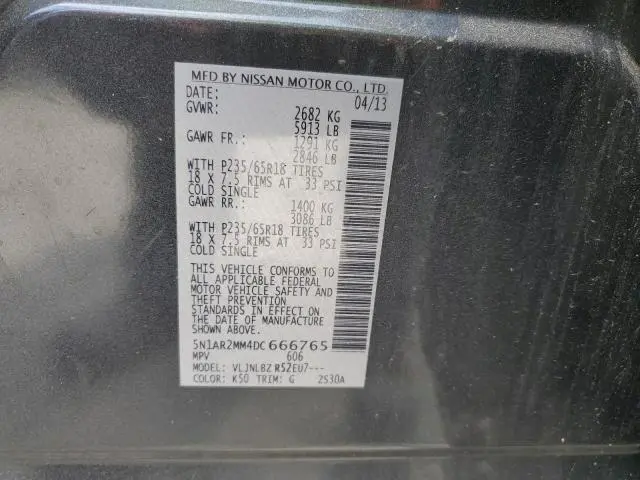 MFD BY NISSAN MOTOR CO., LTD.
DATE: 04/13
GVWR: 2682 KG
5913 LB
GAWR FR.: 1291 KG
2846 LB
WITH P235/65R18 TIRES
18 X 7.5 RIMS AT 33 PSI
COLD SINGLE
GAWR RR.: 1400 KG
3086 LB
WITH P235/65R18 TIRES
18 X 7.5 RIMS AT 33 PSI
COLD SINGLE
THIS VEHICLE CONFORMS TO
ALL APPLICABLE FEDERAL
MOTOR VEHICLE SAFETY AND
THEFT PREVENTION
STANDARDS IN EFFECT ON
THE DATE OF MANUFACTURE
SHOWN ABOVE.
5N1AR2MM4DC666765
MPV 606
MODEL: VLJNLBZ R52EU7---
COLOR: K50 TRIM: G 2S30A